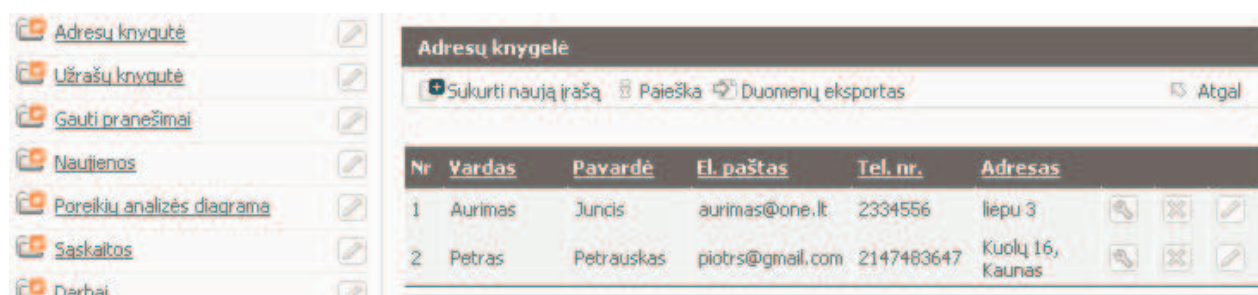 Adresų knygutė
Užrašų knygutė
Gauti pranešimai
Naujienos
Poreikių analizės diagrama
Sąskaitos
Darbai
Adresų knygelė
Sukurti naują įrašą Paieška Duomenų eksportas Atgal
Nr Vardas Pavardė El. paštas Tel. nr. Adresas
1 Aurimas Juncis aurimas@one.lt 2334556 liepu 3
2 Petras Petrauskas piotrs@gmail.com 2147483647 Kuolų 16,
Kaunas